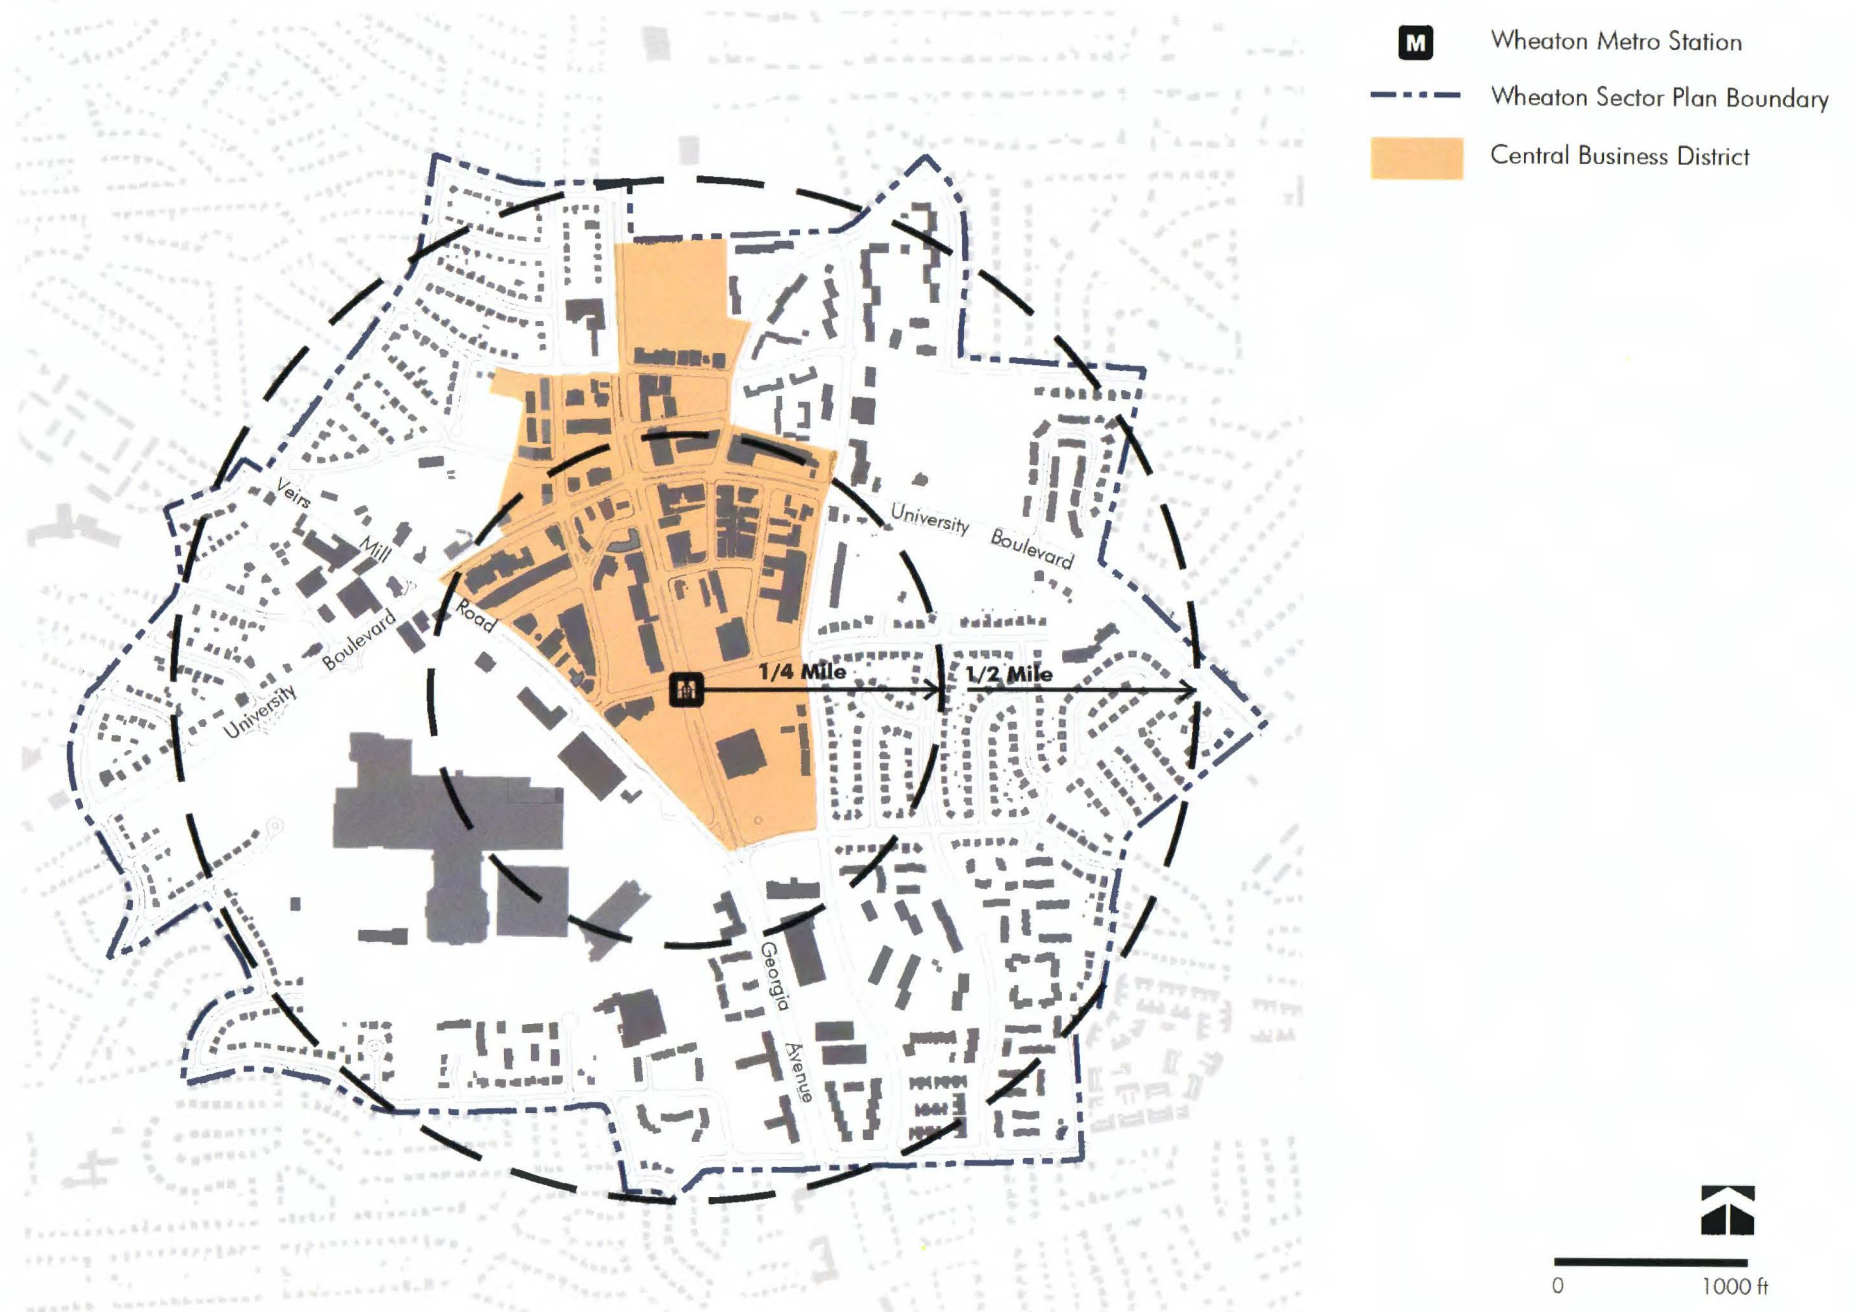 M Wheaton Metro Station
Wheaton Sector Plan Boundary
Central Business District
Veirs
Mill
Road
University
Boulevard
University
Boulevard
1/4 Mile
1/2 Mile
Georgia
Avenue
0
1000 ft